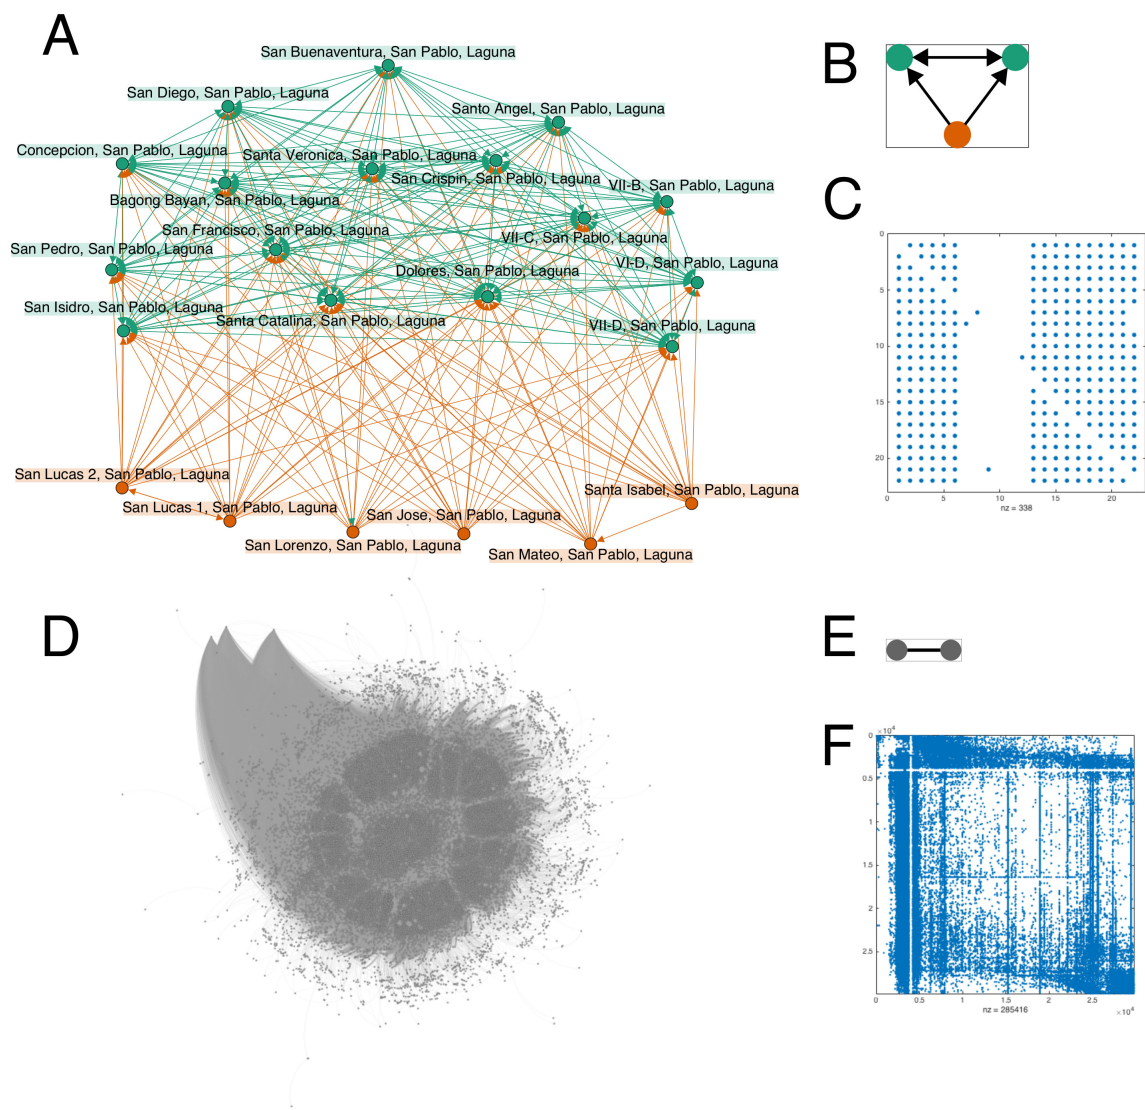 A
San Buenaventura, San Pablo, Laguna
San Diego, San Pablo, Laguna
Santo Angel, San Pablo, Laguna
Concepcion, San Pablo, Laguna
Santa Veronica, San Pablo, Laguna
San Crispin, San Pablo, Laguna
VII-B, San Pablo, Laguna
Bagong Bayan, San Pablo, Laguna
San Francisco, San Pablo, Laguna
VII-C, San Pablo, Laguna
San Pedro, San Pablo, Laguna
Dolores, San Pablo, Laguna
VI-D, San Pablo, Laguna
San Isidro, San Pablo, Laguna
Santa Catalina, San Pablo, Laguna
VII-D, San Pablo, Laguna
San Lucas 2, San Pablo, Laguna
Santa Isabel, San Pablo, Laguna
San Lucas 1, San Pablo, Laguna
San Jose, San Pablo, Laguna
San Lorenzo, San Pablo, Laguna
San Mateo, San Pablo, Laguna
B
C
0
5
10
15
20
0 5 10 15 20
nz = 338
D
E
F
×10⁴
0
0.5
1
1.5
2
2.5
0 0.5 1 1.5 2 2.5
nz = 285416
×10⁴